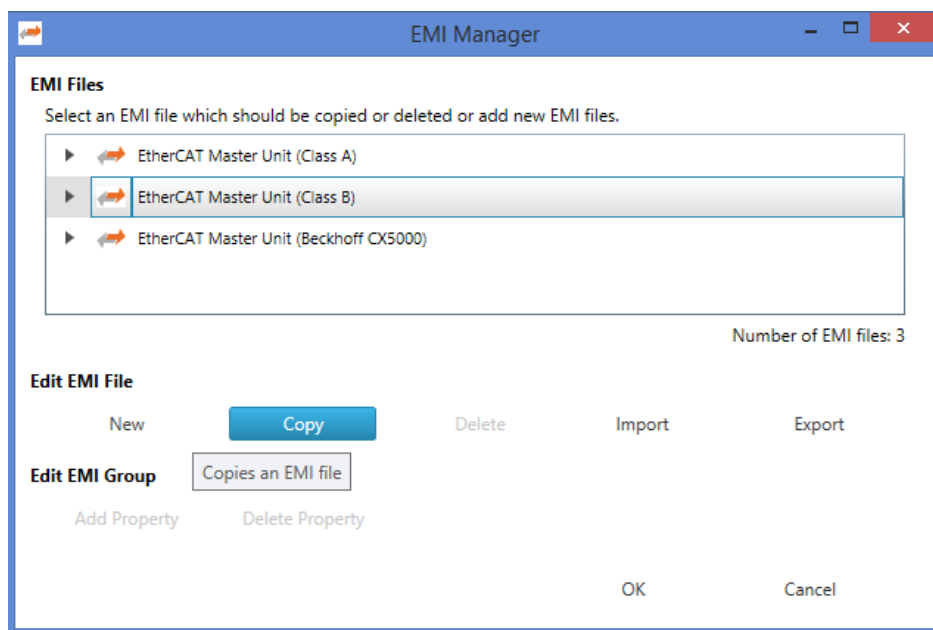 EMI Manager
EMI Files
Select an EMI file which should be copied or deleted or add new EMI files.
EtherCAT Master Unit (Class A)
EtherCAT Master Unit (Class B)
EtherCAT Master Unit (Beckhoff CX5000)
Number of EMI files: 3
Edit EMI File
New Copy Delete Import Export
Edit EMI Group
Copies an EMI file
Add Property Delete Property
OK Cancel